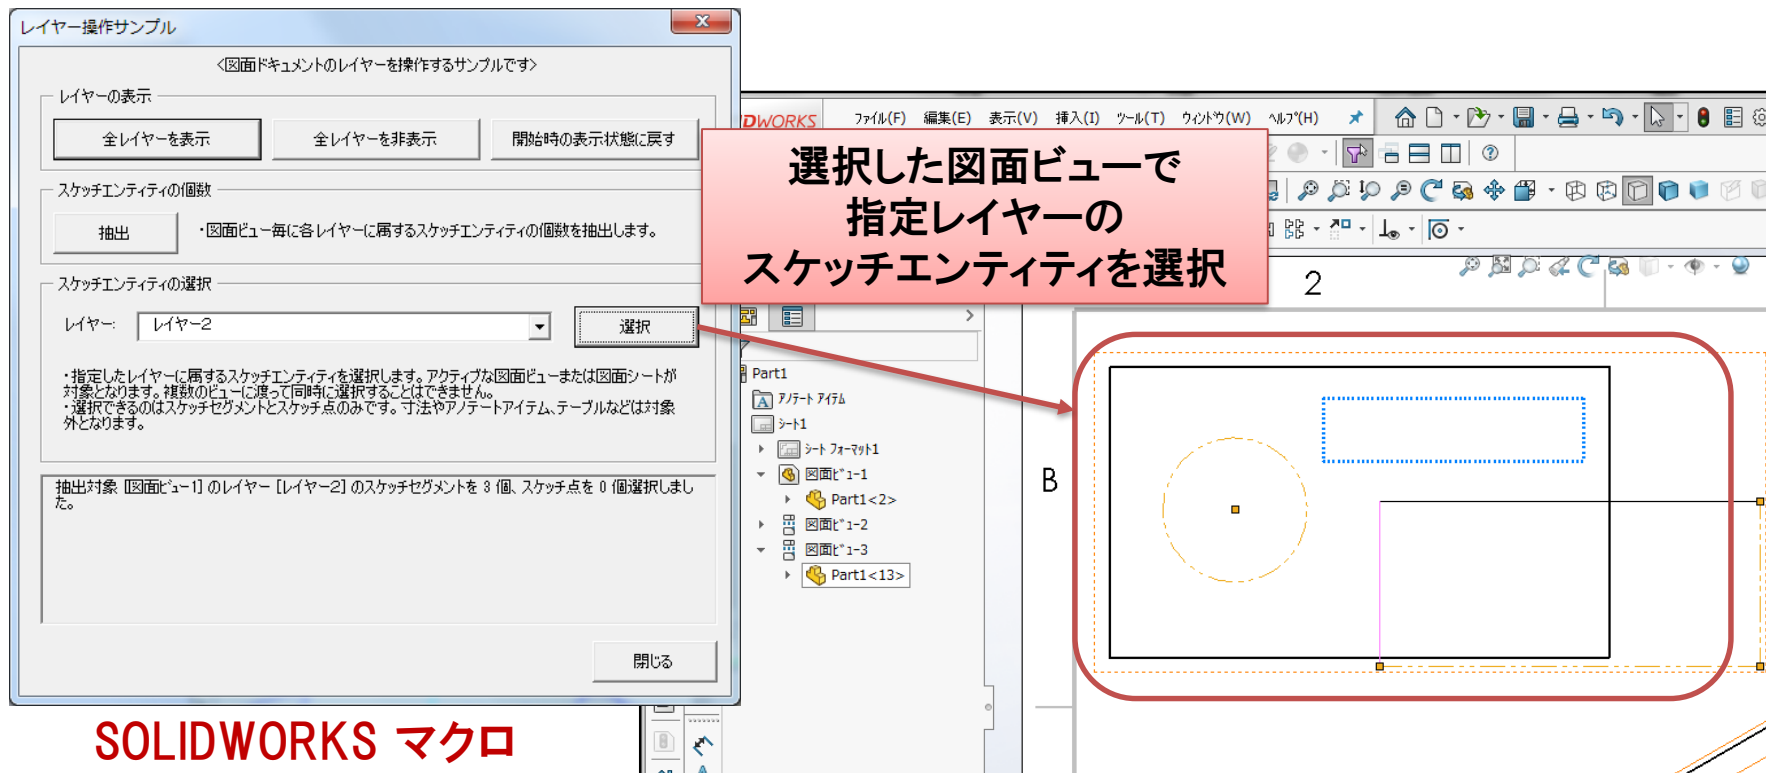 レイヤー操作サンプル
<図面ドキュメントのレイヤーを操作するサンプルです>
レイヤーの表示
全レイヤーを表示
全レイヤーを非表示
開始時の表示状態に戻す
スケッチエンティティの個数
抽出
・図面ビュー毎に各レイヤーに属するスケッチエンティティの個数を抽出します。
スケッチエンティティの選択
レイヤー:
レイヤー2
選択
・指定したレイヤーに属するスケッチエンティティを選択します。アクティブな図面ビューまたは図面シートが
対象となります。複数のビューに渡って同時に選択することはできません。
・選択できるのはスケッチセグメントとスケッチ点のみです。寸法やアノテートアイテム、テーブルなどは対象
外となります。
抽出対象 [図面ビュー1] のレイヤー [レイヤー2] のスケッチセグメントを 3 個、スケッチ点を 0 個選択しまし
た。
閉じる
SOLIDWORKS マクロ
DWORKS
ファイル(F) 編集(E) 表示(V) 挿入(I) ツール(T) ウィンドウ(W) ヘルプ(H)
選択した図面ビューで
指定レイヤーの
スケッチエンティティを選択
Part1
アノテート アイテム
シート1
シート フォーマット1
図面ビュー1
Part1<2>
図面ビュー2
図面ビュー3
Part1<13>
2
B